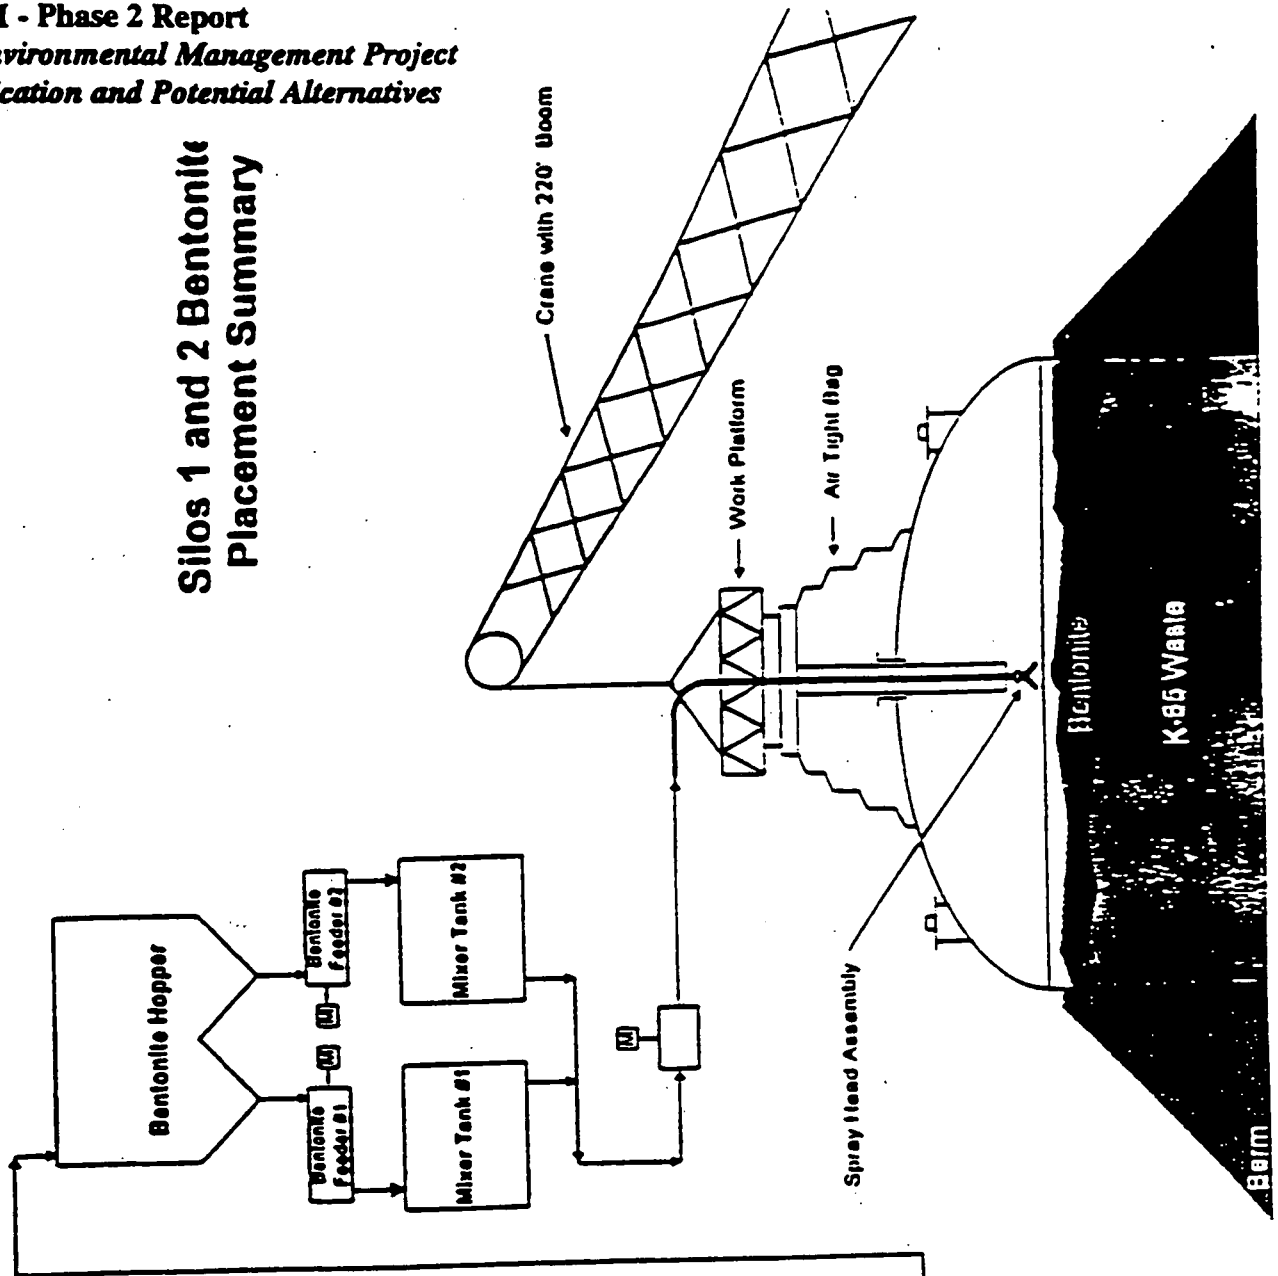 I - Phase 2 Report
vironmental Management Project
ication and Potential Alternatives
Silos 1 and 2 Bentonite
Placement Summary
Crane with 220' Boom
Work Platform
Air Tight Bag
Bentonite Hopper
Bentonite
Feeder #1
M
M
Bentonite
Feeder #2
Mixer Tank #1
Mixer Tank #2
M
Spray Head Assembly
Bentonite
K-65 Waste
Berm